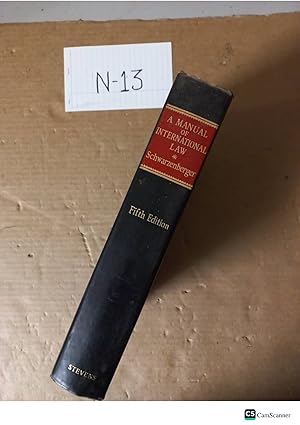 N-13
A MANUAL
OF
INTERNATIONAL
LAW
Schwarzenberger
Fifth Edition
STEVENS
CS CamScanner